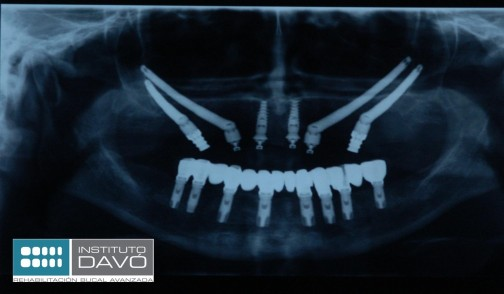 INSTITUTO
DAVÓ
REHABILITACIÓN BUCAL AVANZADA